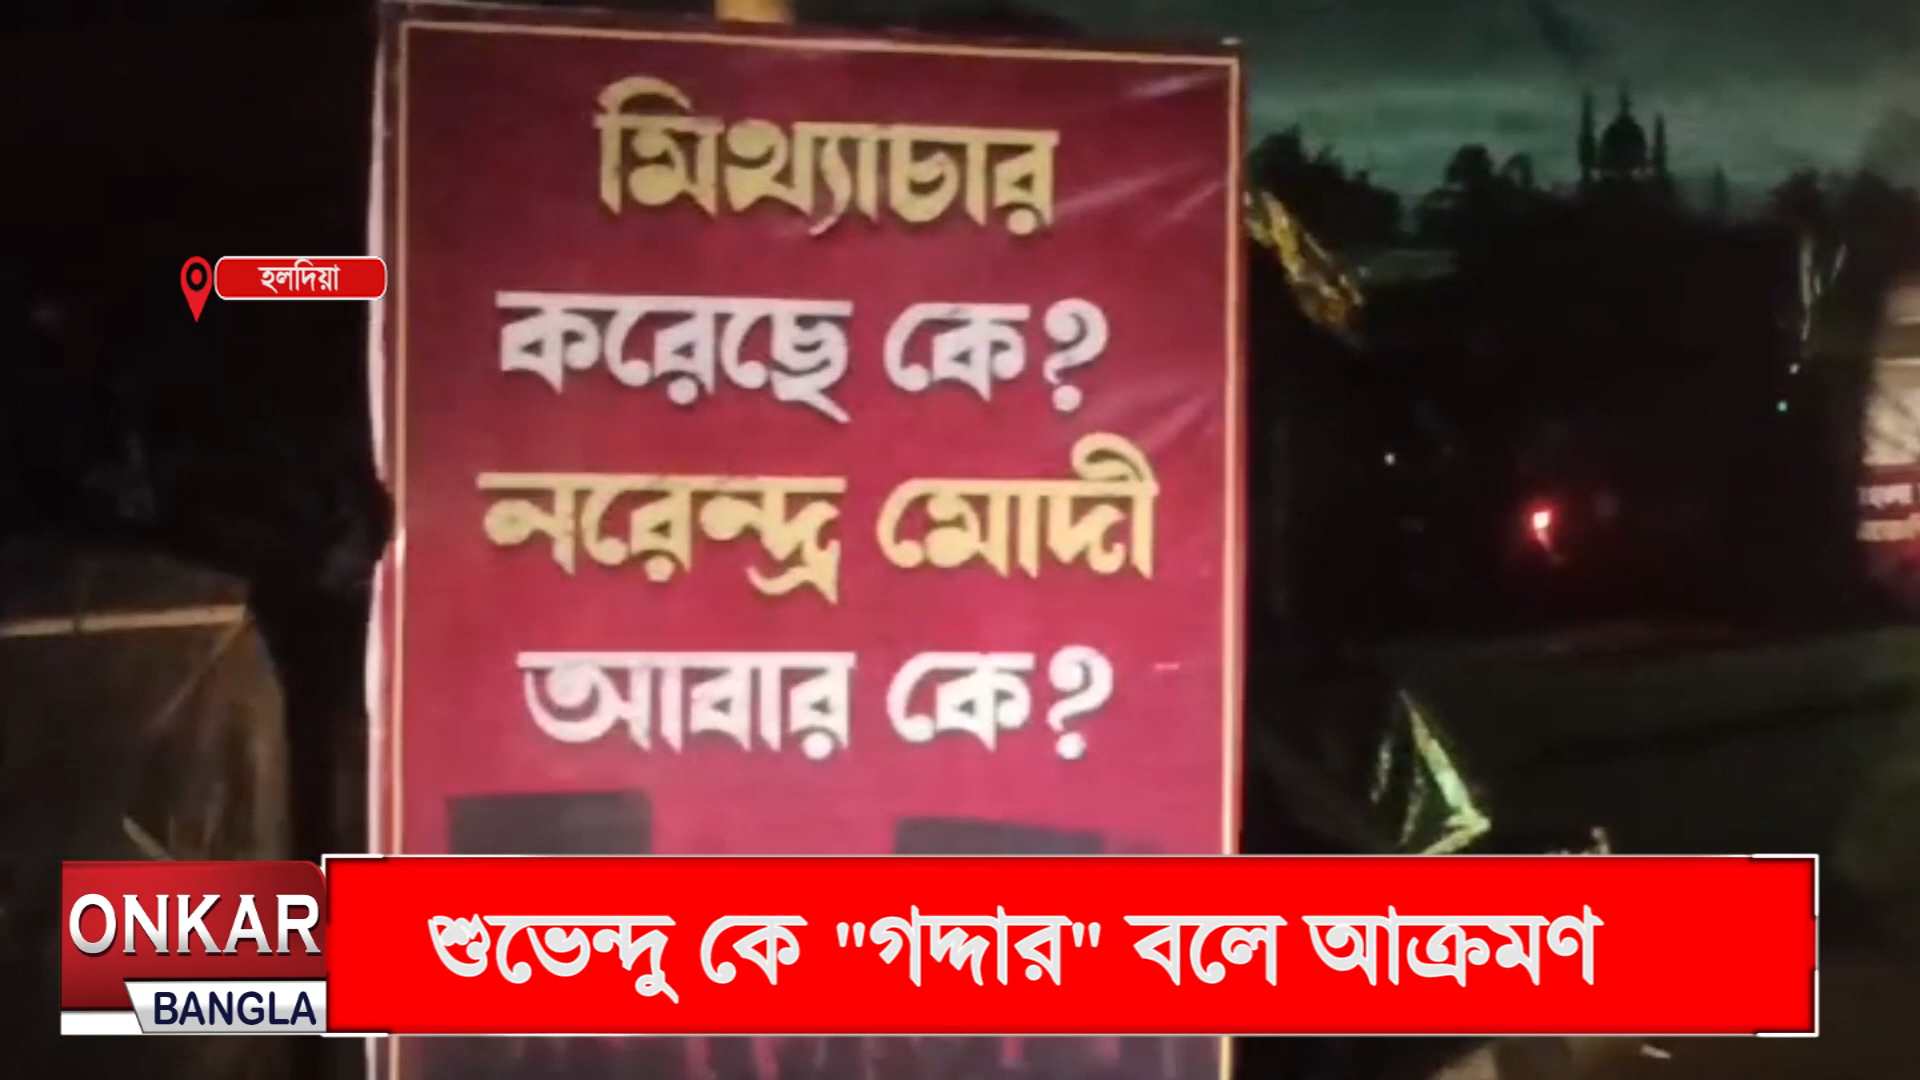 মিথ্যাচার
করেছে কে?
নরেন্দ্র মোদী
আবার কে?
হলদিয়া
ONKAR
BANGLA
শুভেন্দু কে "গদ্দার" বলে আক্রমণ